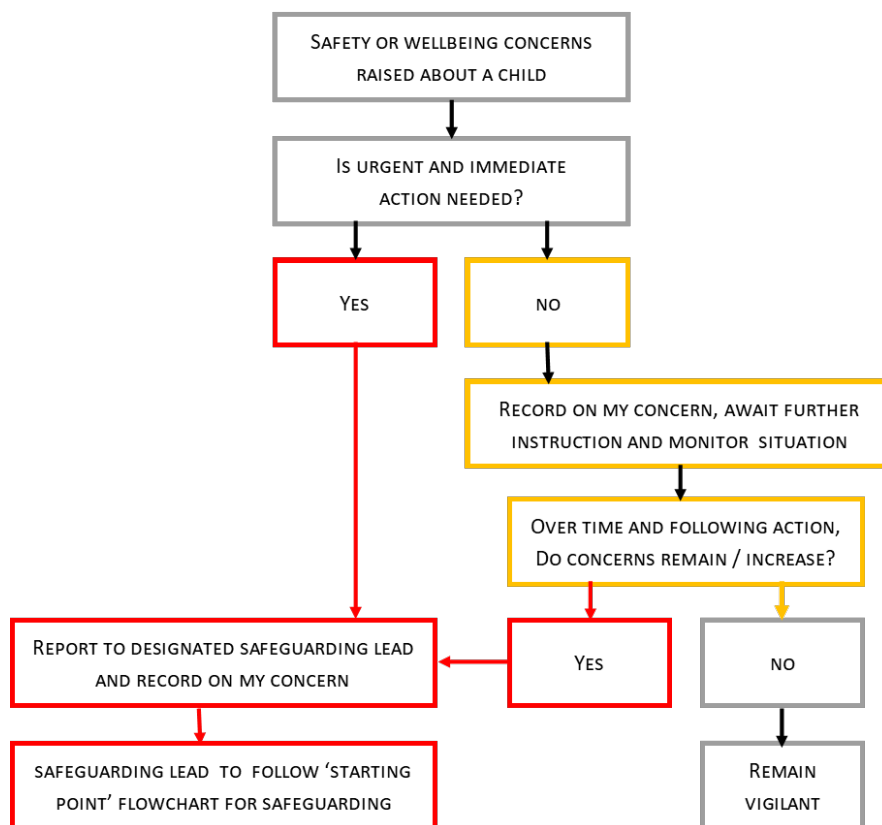 Safety or wellbeing concerns
raised about a child
Is urgent and immediate
action needed?
Yes
no
Record on my concern, await further
instruction and monitor situation
Over time and following action,
Do concerns remain / increase?
Report to designated safeguarding lead
and record on my concern
Yes
no
safeguarding lead to follow ‘starting
point’ flowchart for safeguarding
Remain
vigilant